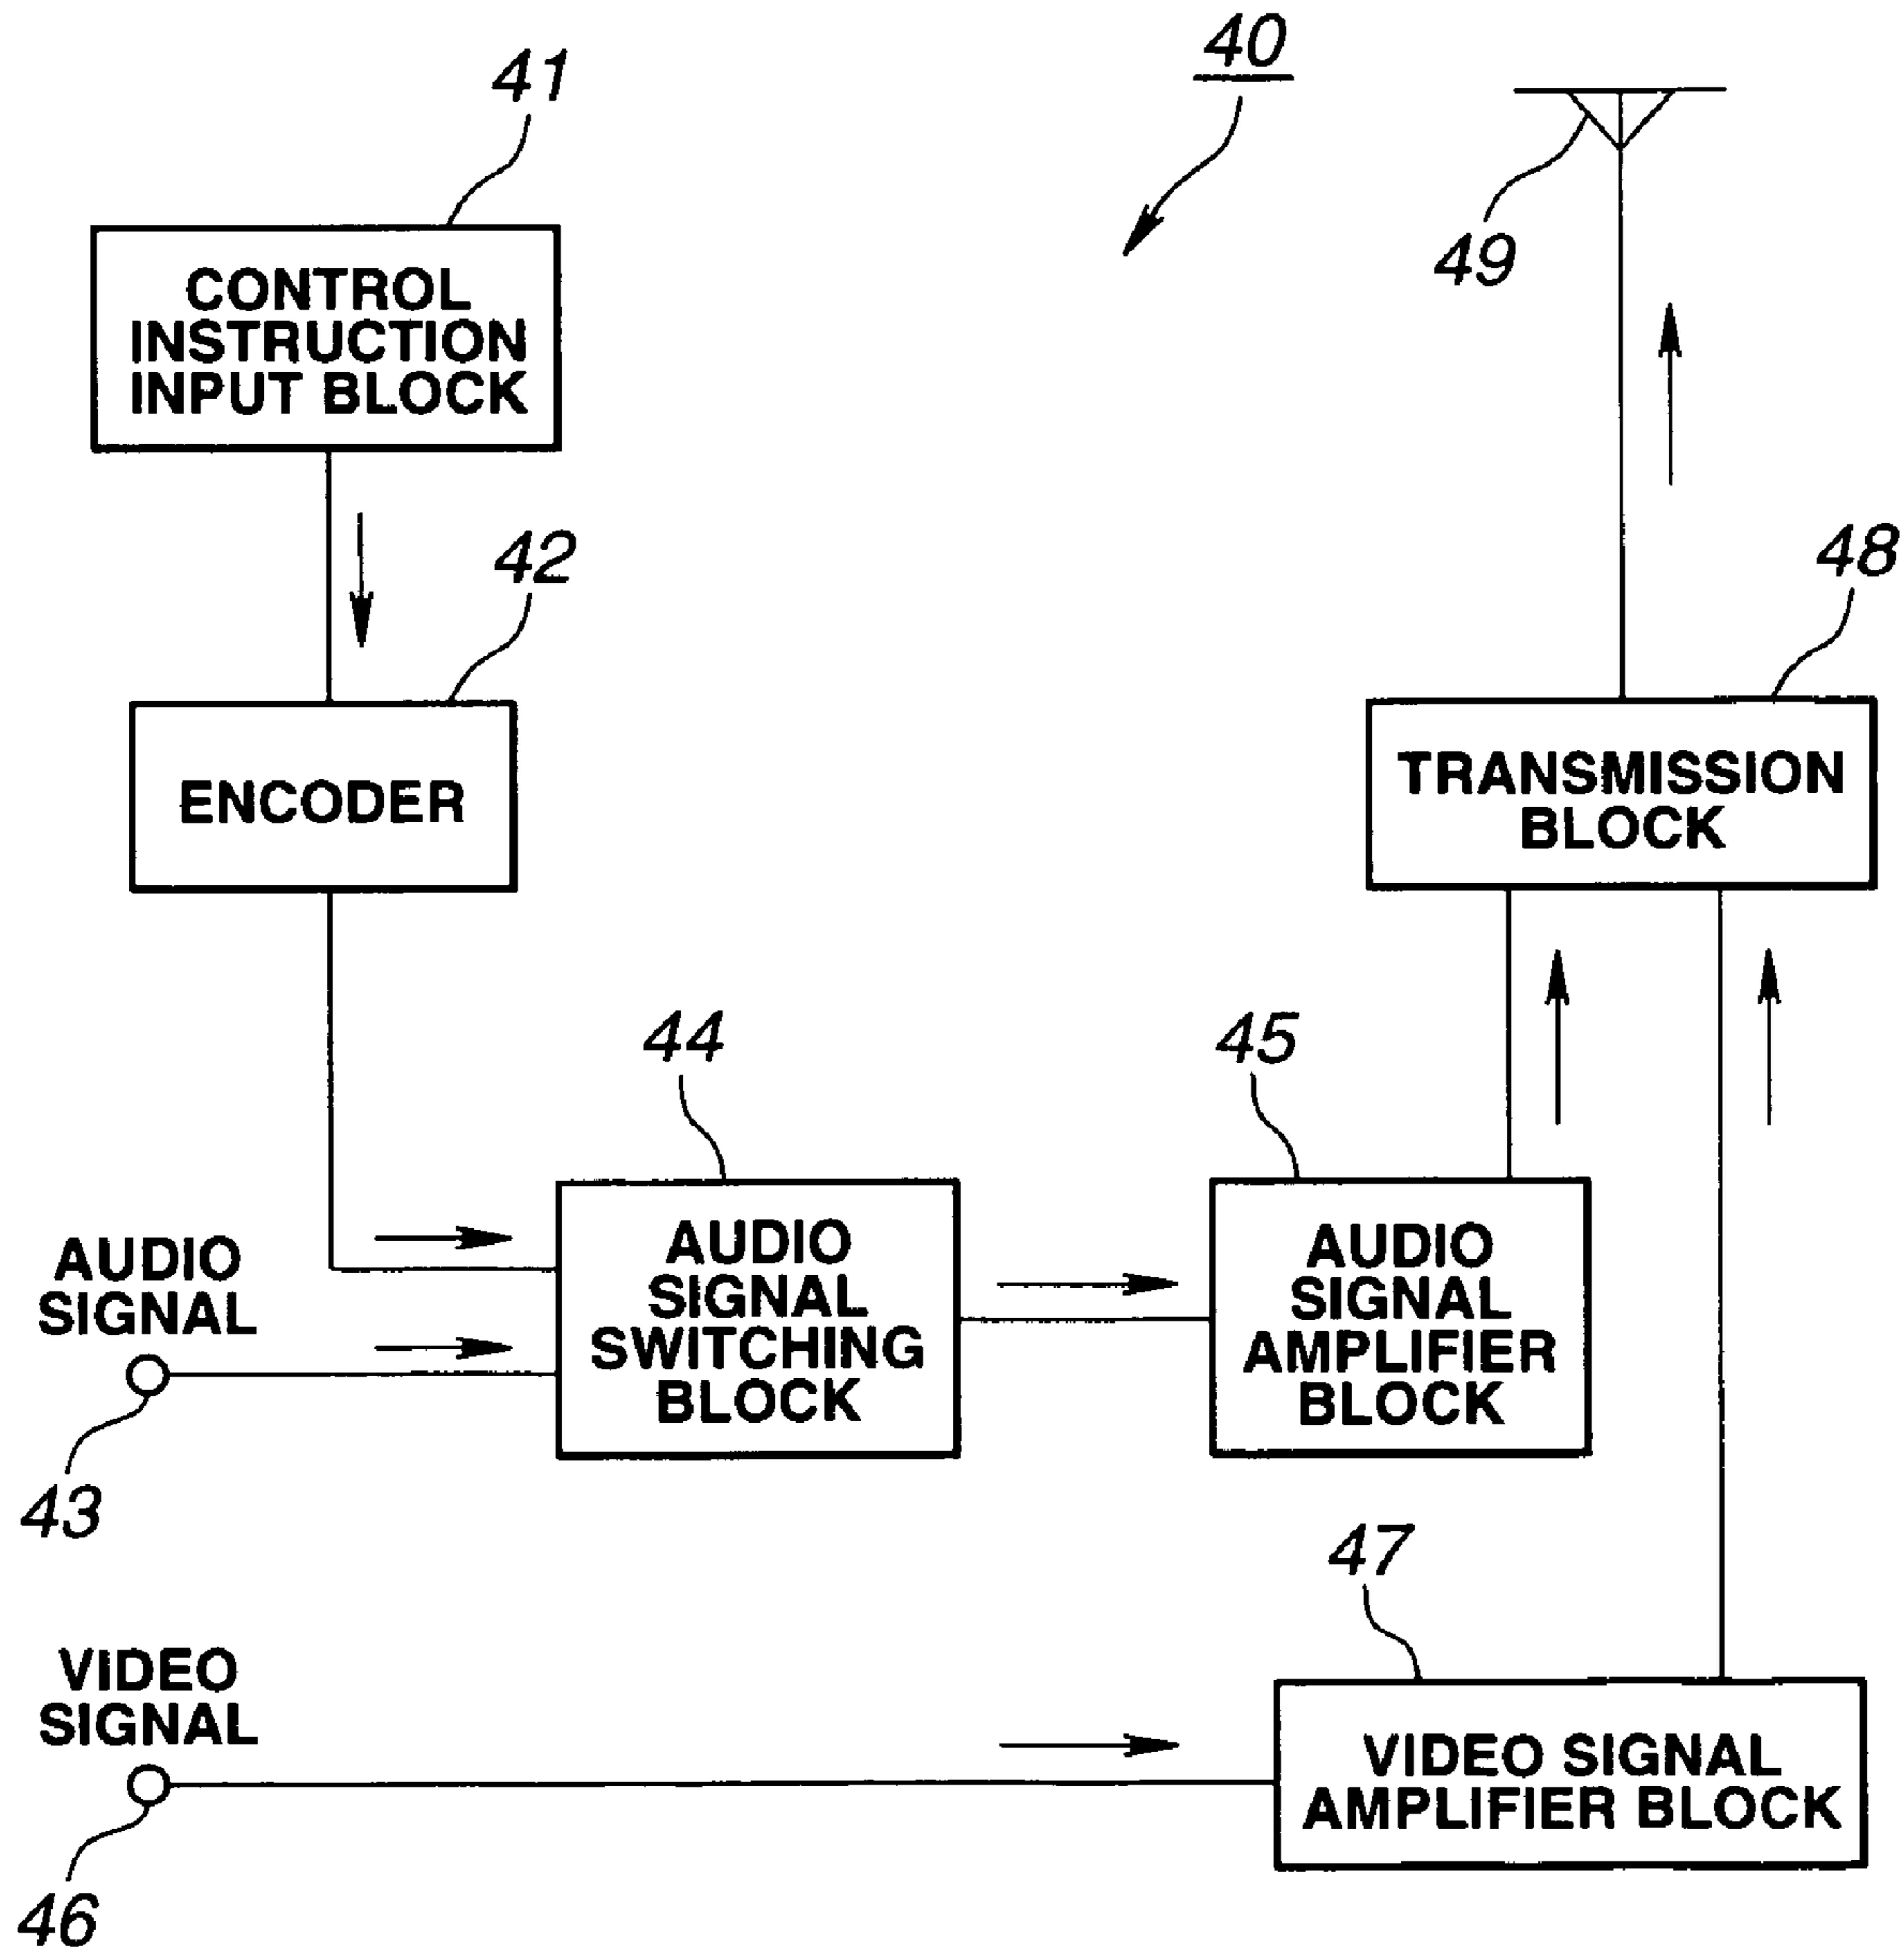 40
41
49
CONTROL
INSTRUCTION
INPUT BLOCK
42
48
ENCODER
TRANSMISSION
BLOCK
44
45
AUDIO
SIGNAL
43
AUDIO
SIGNAL
SWITCHING
BLOCK
AUDIO
SIGNAL
AMPLIFIER
BLOCK
47
VIDEO
SIGNAL
46
VIDEO SIGNAL
AMPLIFIER BLOCK